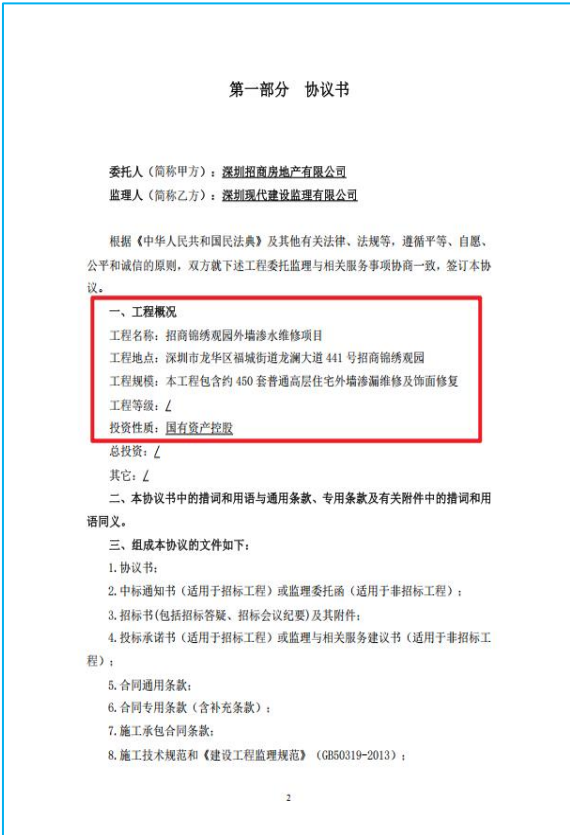 第一部分 协议书
委托人（简称甲方）：深圳招商房地产有限公司
监理人（简称乙方）：深圳现代建设监理有限公司
根据《中华人民共和国民法典》及其他有关法律、法规等，遵循平等、自愿、
公平和诚信的原则，双方就下述工程委托监理与相关服务事项协商一致，签订本协
议。
一、工程概况
工程名称：招商锦绣观园外墙渗水维修项目
工程地点：深圳市龙华区福城街道龙澜大道 441 号招商锦绣观园
工程规模：本工程包含约 450 套普通高层住宅外墙渗漏维修及饰面修复
工程等级：/
投资性质：国有资产控股
总投资：/
其它：/
二、本协议书中的措词和用语与通用条款、专用条款及有关附件中的措词和用
语同义。
三、组成本协议的文件如下：
1.协议书；
2.中标通知书（适用于招标工程）或监理委托函（适用于非招标工程）；
3.招标书(包括招标答疑、招标会议纪要)及其附件；
4.投标承诺书（适用于招标工程）或监理与相关服务建议书（适用于非招标工
程）；
5.合同通用条款；
6.合同专用条款（含补充条款）；
7.施工承包合同条款；
8.施工技术规范和《建设工程监理规范》（GB50319-2013）；
2